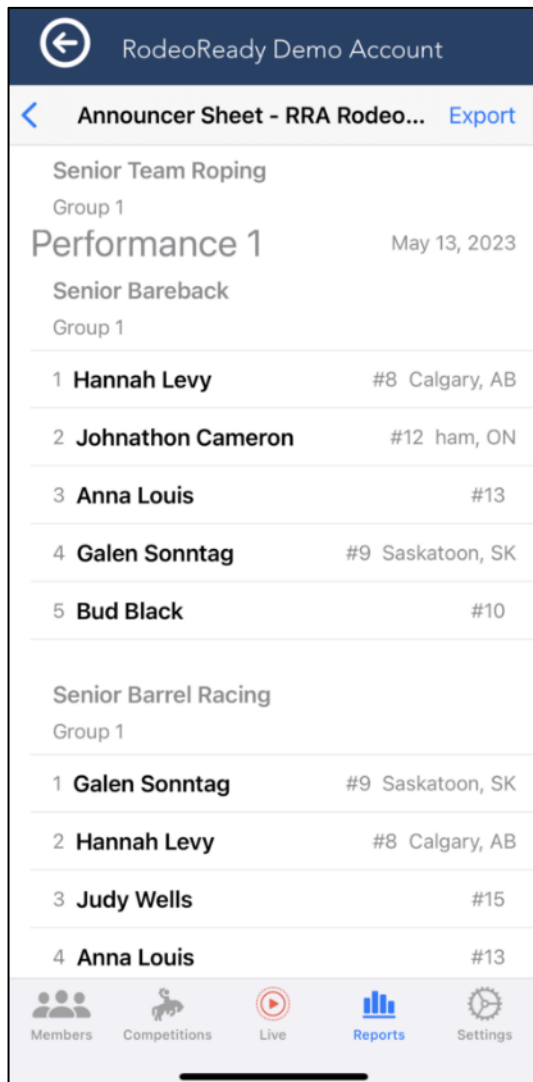 RodeoReady Demo Account
Announcer Sheet - RRA Rodeo... Export
Senior Team Roping
Group 1
Performance 1 May 13, 2023
Senior Bareback
Group 1
1 Hannah Levy #8 Calgary, AB
2 Johnathon Cameron #12 ham, ON
3 Anna Louis #13
4 Galen Sonntag #9 Saskatoon, SK
5 Bud Black #10
Senior Barrel Racing
Group 1
1 Galen Sonntag #9 Saskatoon, SK
2 Hannah Levy #8 Calgary, AB
3 Judy Wells #15
4 Anna Louis #13
Members Competitions Live Reports Settings